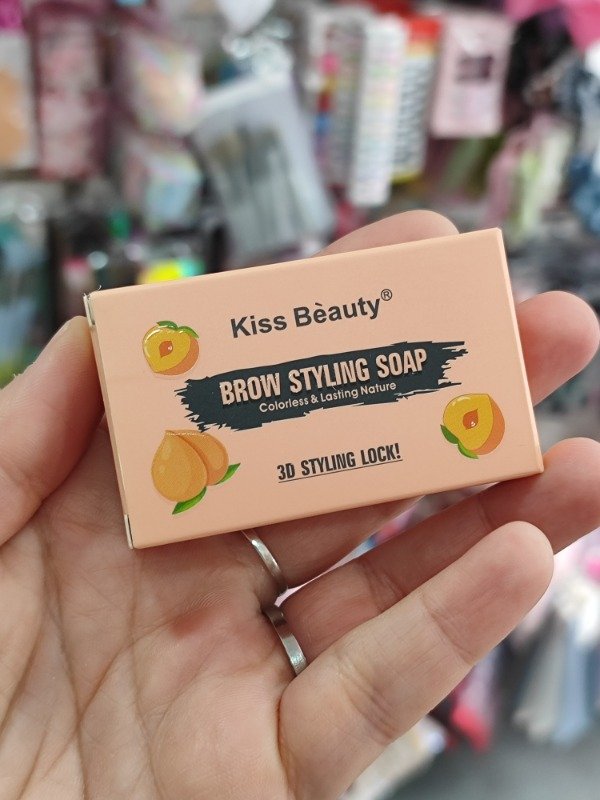 Kiss Bèauty®
BROW STYLING SOAP
Colorless & Lasting Nature
3D STYLING LOCK!